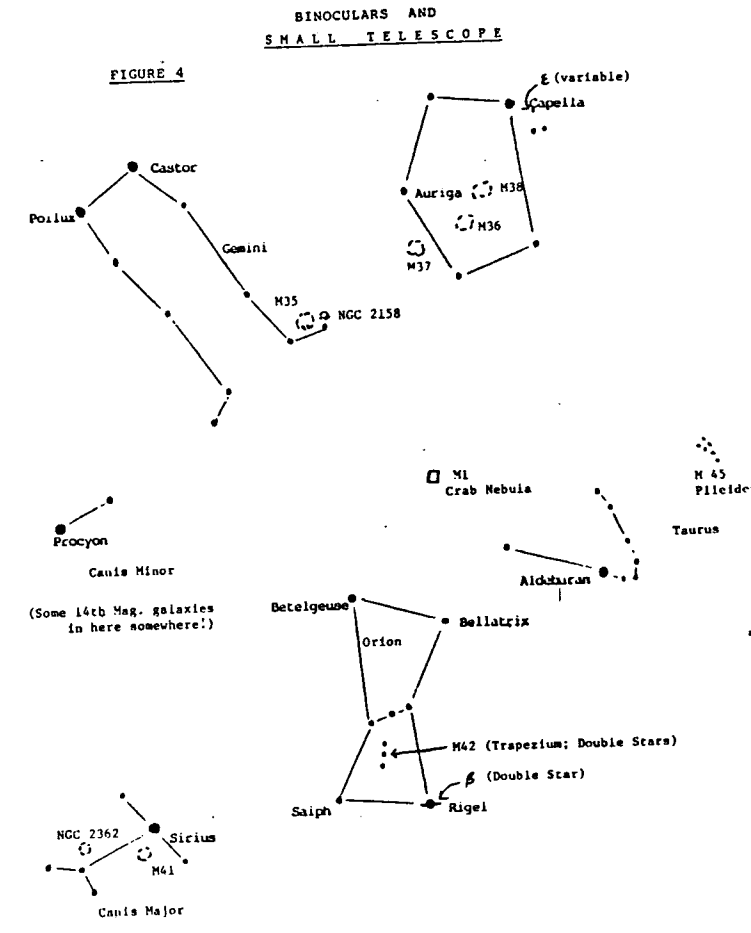 BINOCULARS AND
SMALL TELESCOPE
FIGURE 4
ε (variable)
Capella
Castor
Auriga
M38
Pollux
M36
Gemini
M37
M35
NGC 2158
M1
Crab Nebula
M 45
Taurus
Procyon
Aldebaran
Canis Minor
(Some 14th Mag. galaxies
in here somewhere!)
Betelgeuse
Bellatrix
Orion
M42 (Trapezium; Double Stars)
β (Double Star)
Saiph
Rigel
NGC 2362
Sirius
M41
Canis Major